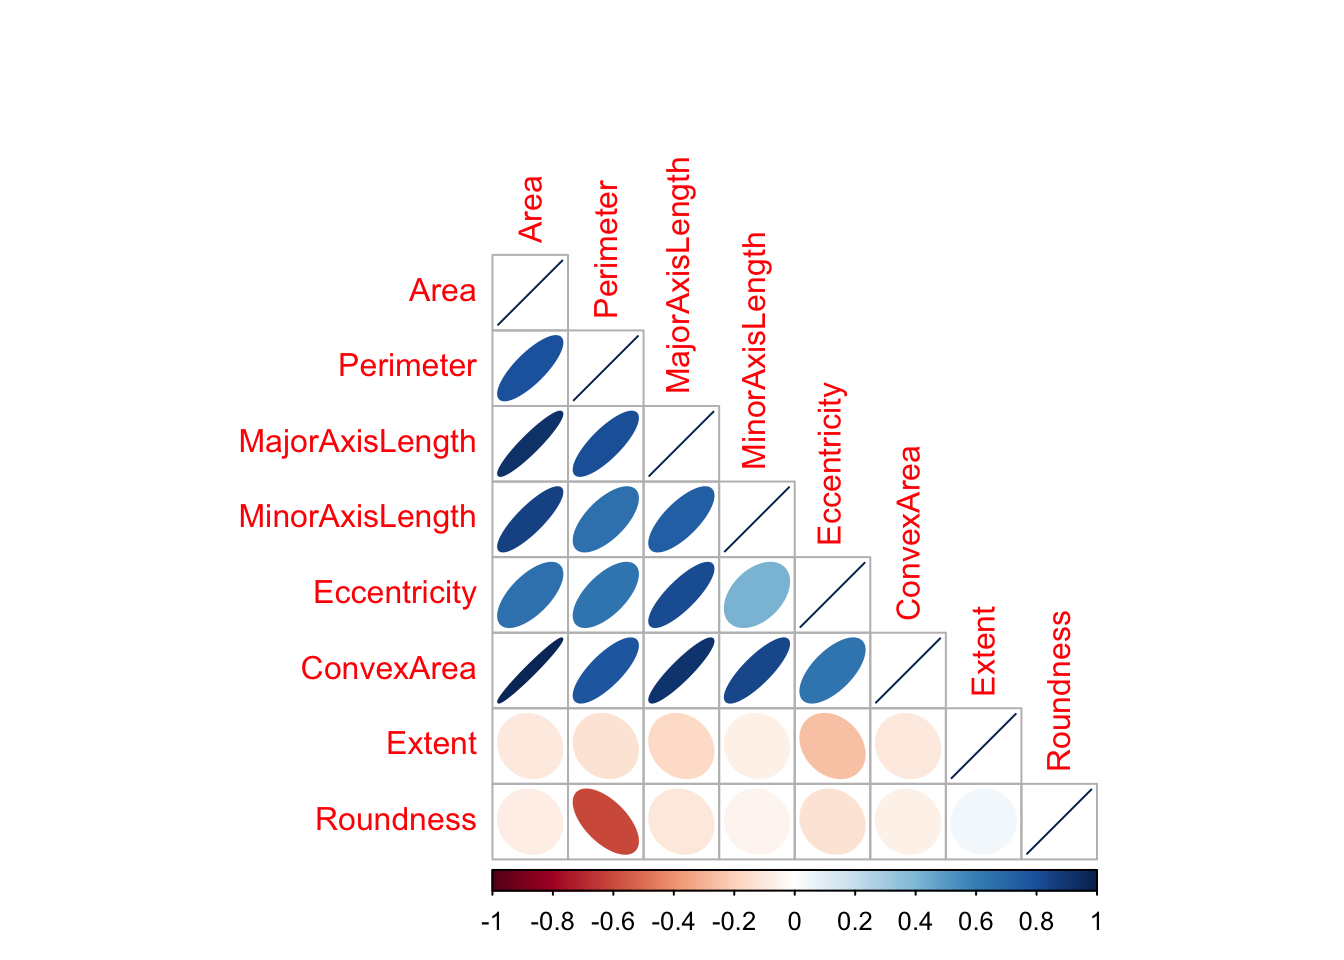 Area
Perimeter
MajorAxisLength
MinorAxisLength
Eccentricity
ConvexArea
Extent
Roundness
Area
Perimeter
MajorAxisLength
MinorAxisLength
Eccentricity
ConvexArea
Extent
Roundness
-1 -0.8 -0.6 -0.4 -0.2 0 0.2 0.4 0.6 0.8 1